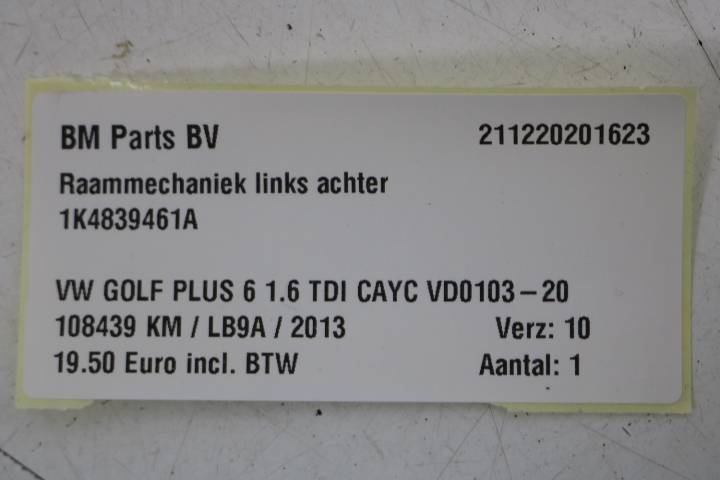 BM Parts BV 211220201623
Raammechaniek links achter
1K4839461A
VW GOLF PLUS 6 1.6 TDI CAYC VD0103-20
108439 KM / LB9A / 2013 Verz: 10
19.50 Euro incl. BTW Aantal: 1